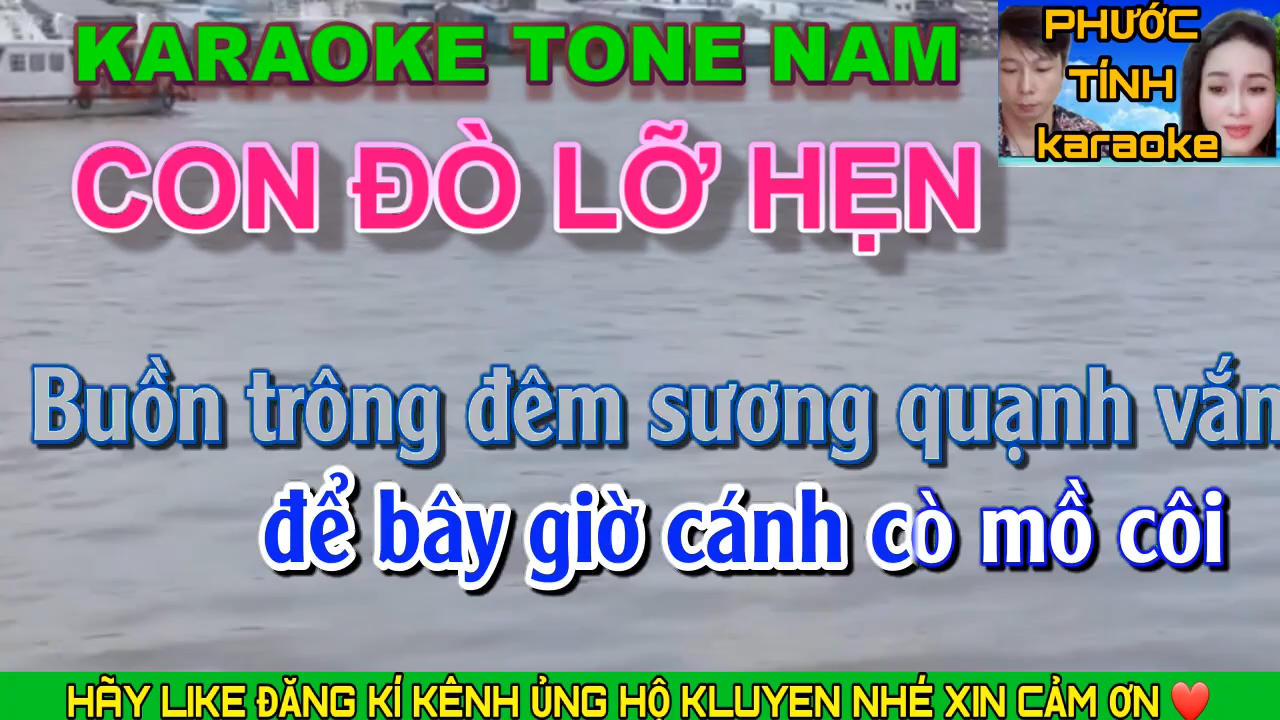 KARAOKE TONE NAM
PHƯỚC
TÍNH
karaoke
CON ĐÒ LỠ HẸN
Buồn trông đêm sương quạnh vắn
để bây giờ cánh cò mồ côi
HÃY LIKE ĐĂNG KÍ KÊNH ỦNG HỘ KLUYEN NHÉ XIN CẢM ƠN ❤️